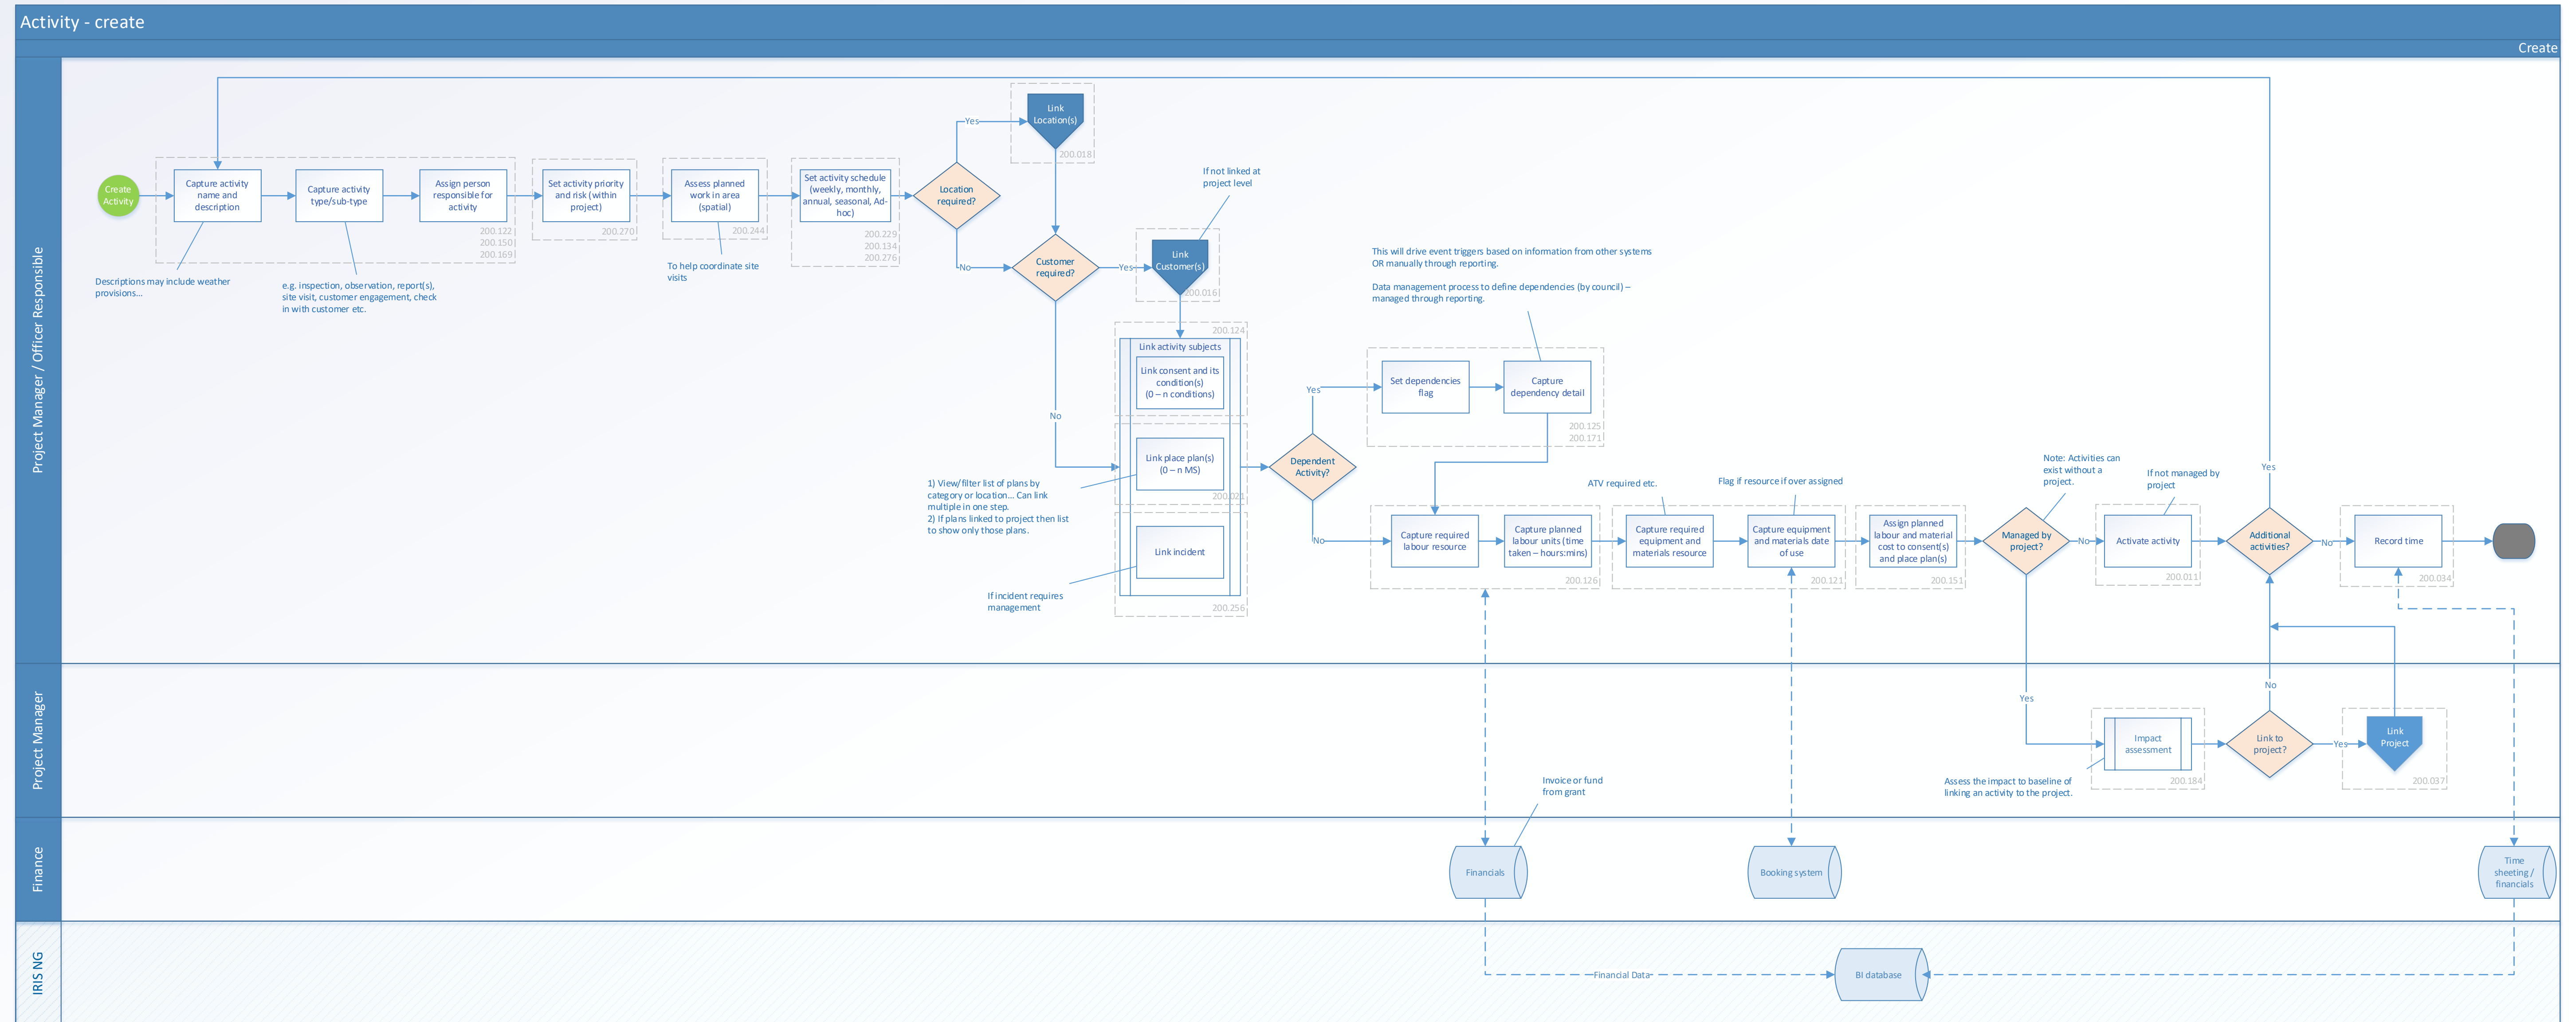 Activity - create
Create
Project Manager / Officer Responsible
Create
Activity
Capture activity
name and
description
Capture activity
type/sub-type
Assign person
responsible for
activity
200.122
200.150
200.169
Descriptions may include weather
provisions...
e.g. inspection, observation, report(s),
site visit, customer engagement, check
in with customer etc.
Set activity priority
and risk (within
project)
200.270
Assess planned
work in area
(spatial)
200.244
To help coordinate site
visits
Set activity schedule
(weekly, monthly,
annual, seasonal, Ad-
hoc)
200.229
200.134
200.276
Location
required?
Yes
No
Link
Location(s)
200.018
Customer
required?
Yes
No
If not linked at
project level
Link
Customer(s)
200.016
200.124
Link activity subjects
Link consent and its
condition(s)
(0 – n conditions)
Link place plan(s)
(0 – n MS)
200.021
Link incident
200.256
1) View/filter list of plans by
category or location... Can link
multiple in one step.
2) If plans linked to project then list
to show only those plans.
If incident requires
management
Dependent
Activity?
Yes
No
This will drive event triggers based on information from other systems
OR manually through reporting.
Data management process to define dependencies (by council) –
managed through reporting.
Set dependencies
flag
Capture
dependency detail
200.125
200.171
Capture required
labour resource
Capture planned
labour units (time
taken – hours:mins)
200.126
ATV required etc.
Flag if resource if over assigned
Capture required
equipment and
materials resource
Capture equipment
and materials date
of use
200.121
Assign planned
labour and material
cost to consent(s)
and place plan(s)
200.151
Note: Activities can
exist without a
project.
Managed by
project?
No
Yes
If not managed by
project
Activate activity
200.011
Additional
activities?
Yes
No
Record time
200.034
Project Manager
Impact
assessment
200.184
Assess the impact to baseline of
linking an activity to the project.
Link to
project?
No
Yes
Link
Project
200.037
Finance
Invoice or fund
from grant
Financials
Booking system
Time
sheeting /
financials
IRIS NG
Financial Data
BI database